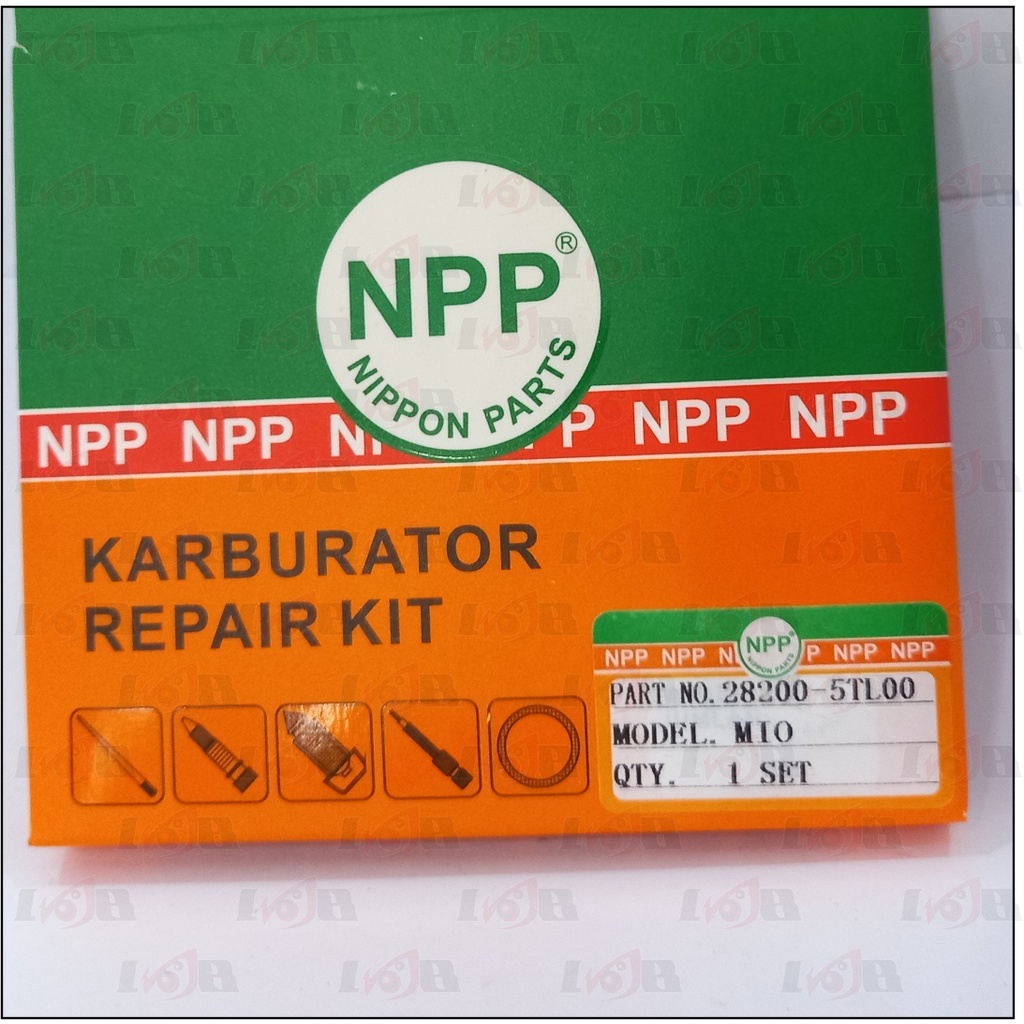 NPP®
NIPPON PARTS
NPP NPP NPP NPP NPP
KARBURATOR
REPAIR KIT
NPP®
NIPPON PARTS
NPP NPP N P NPP NPP
PART NO. 28200-5TL00
MODEL. MIO
QTY. 1 SET